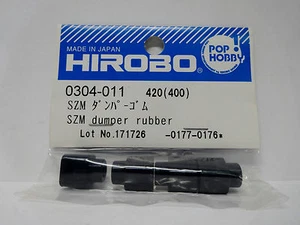 MADE IN JAPAN
HIROBO
POP
HOBBY
0304-011 420(400)
SZM ダンパーゴム
SZM dumper rubber
Lot No.171726 -0177-0176*